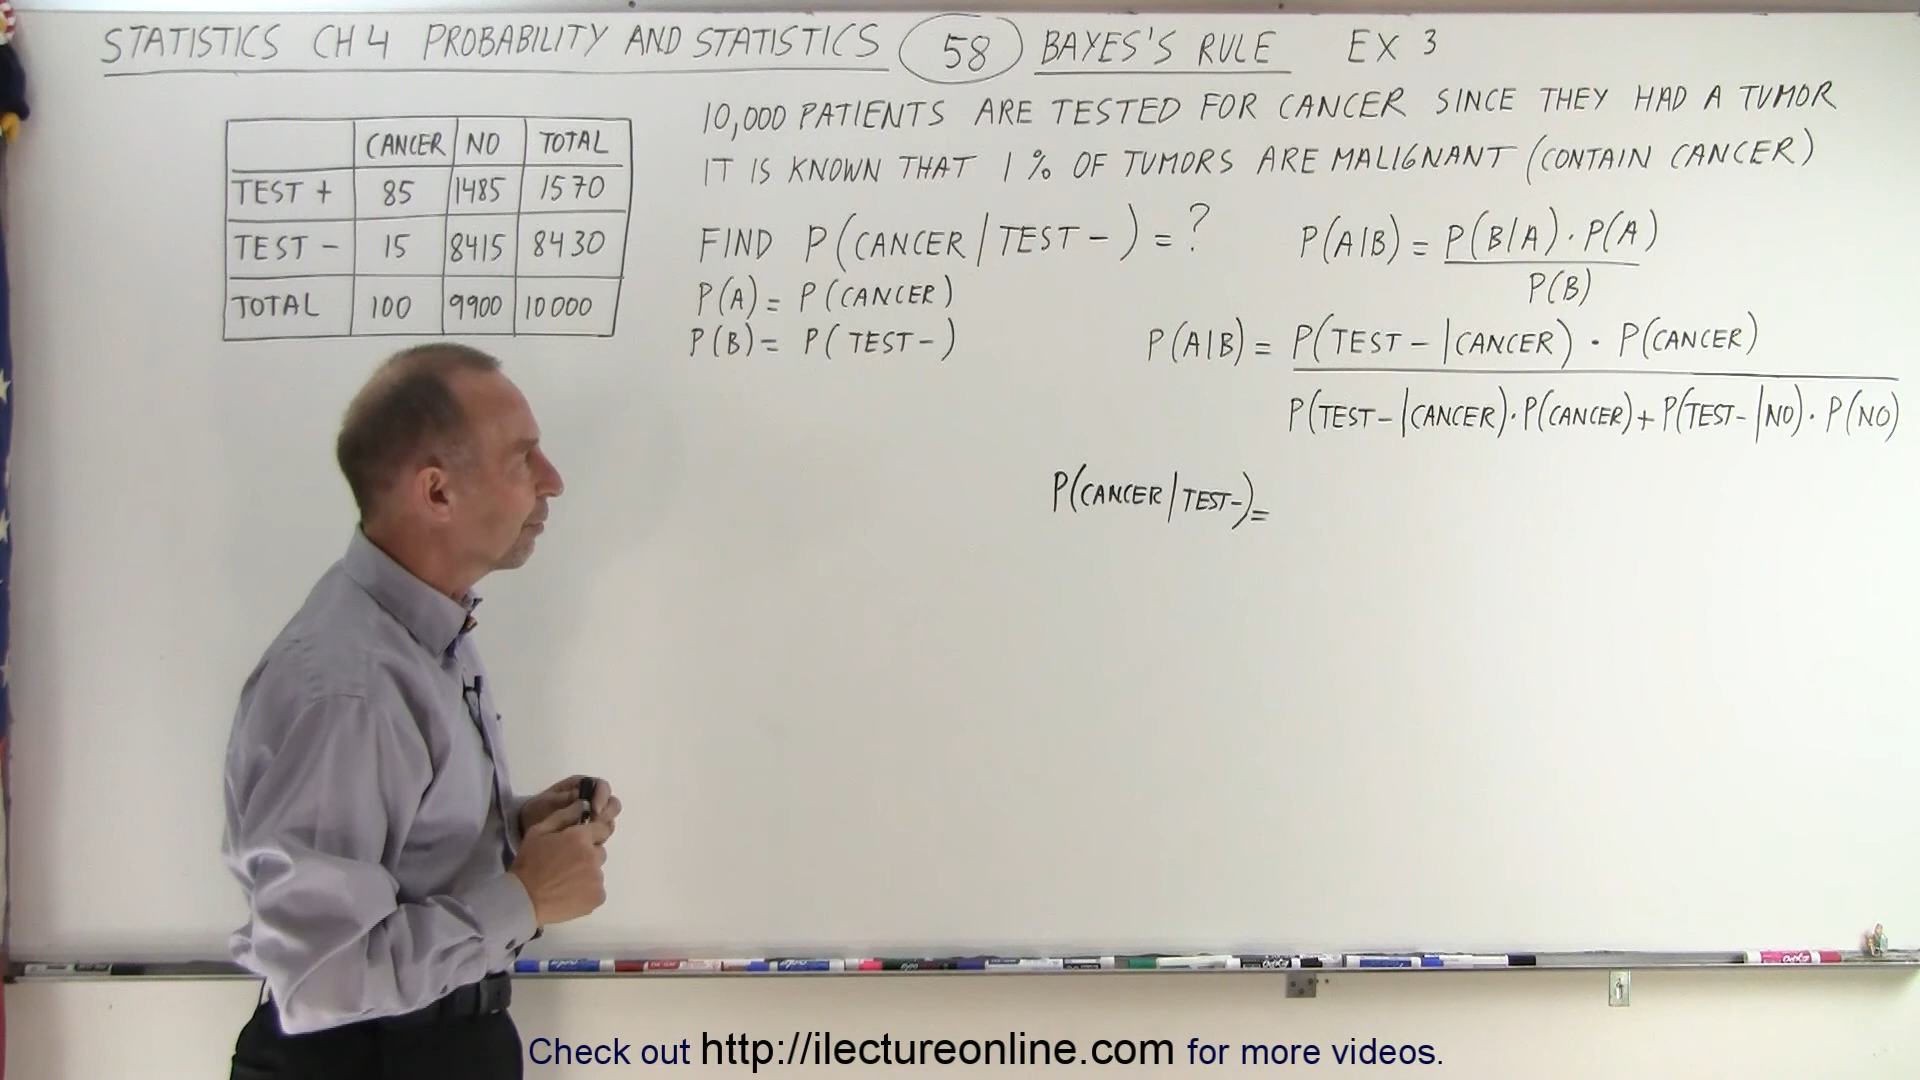 STATISTICS CH 4 PROBABILITY AND STATISTICS 58 BAYES'S RULE EX 3
CANCER NO TOTAL
TEST + 85 1485 1570
TEST - 15 8415 8430
TOTAL 100 9900 10000
10,000 PATIENTS ARE TESTED FOR CANCER SINCE THEY HAD A TUMOR
IT IS KNOWN THAT 1 % OF TUMORS ARE MALIGNANT (CONTAIN CANCER)
FIND P(CANCER/TEST-) = ?
P(A) = P(CANCER)
P(B) = P(TEST-)
P(A|B) = P(B/A)·P(A)
P(B)
P(A|B) = P(TEST-|CANCER) · P(CANCER)
P(TEST-|CANCER)·P(CANCER)+P(TEST-|NO)·P(NO)
P(CANCER/TEST-)=
Check out http://ilectureonline.com for more videos.